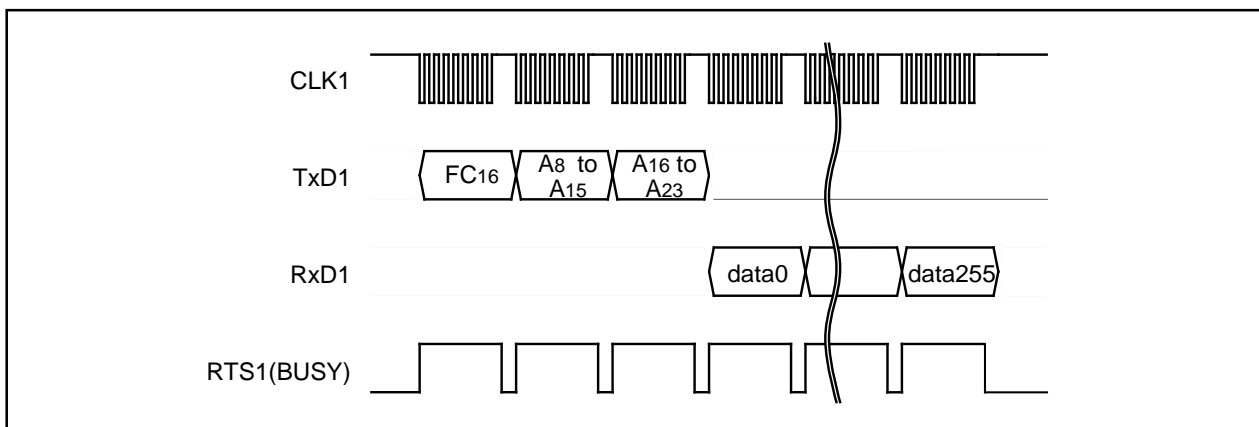 CLK1
TxD1
FC16
A8 to
A15
A16 to
A23
RxD1
data0
data255
RTS1(BUSY)